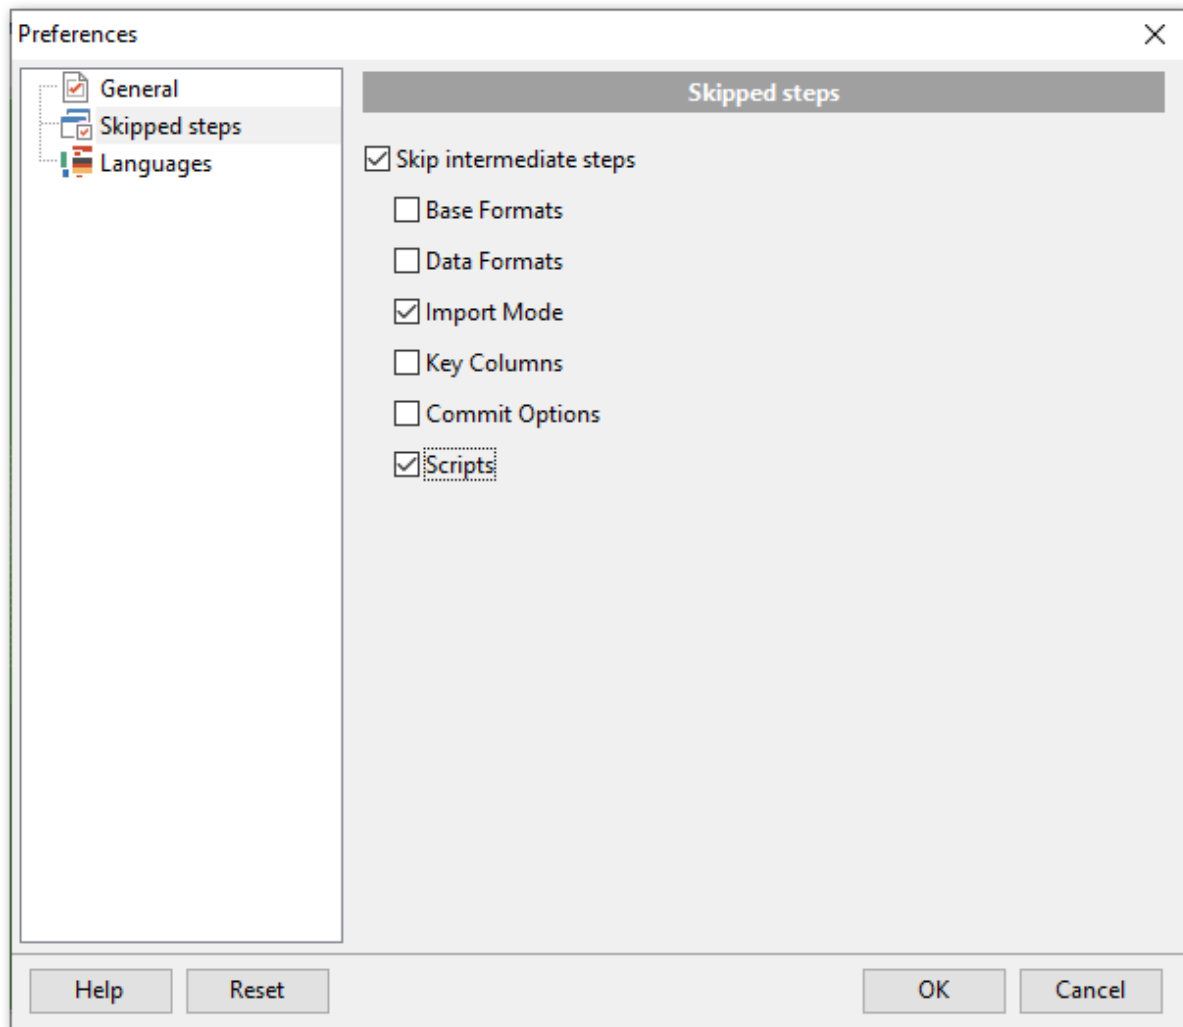 Preferences
General
Skipped steps
Languages
Skipped steps
Skip intermediate steps
Base Formats
Data Formats
Import Mode
Key Columns
Commit Options
Scripts
Help
Reset
OK
Cancel